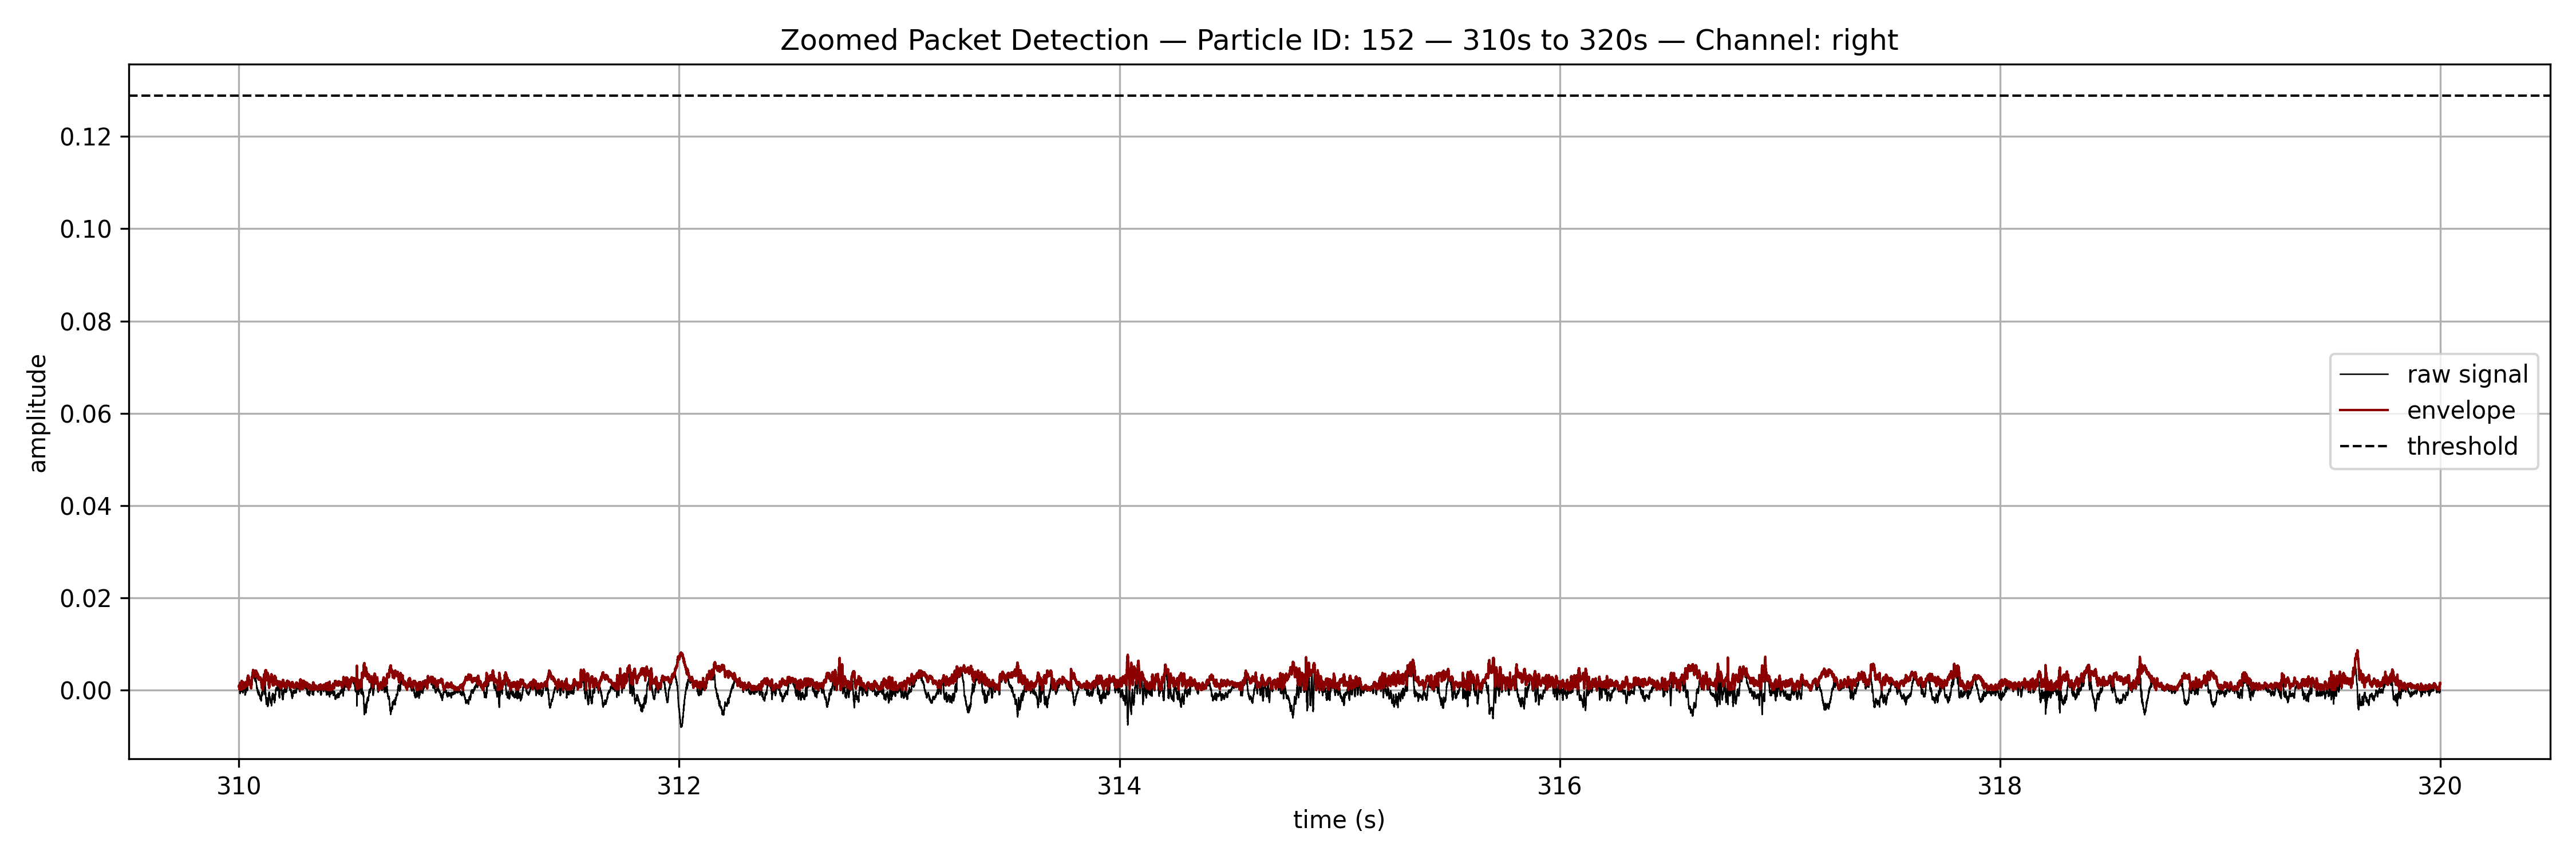 Zoomed Packet Detection — Particle ID: 152 — 310s to 320s — Channel: right
amplitude
0.12
0.10
0.08
0.06
0.04
0.02
0.00
raw signal
envelope
threshold
310 312 314 316 318 320
time (s)